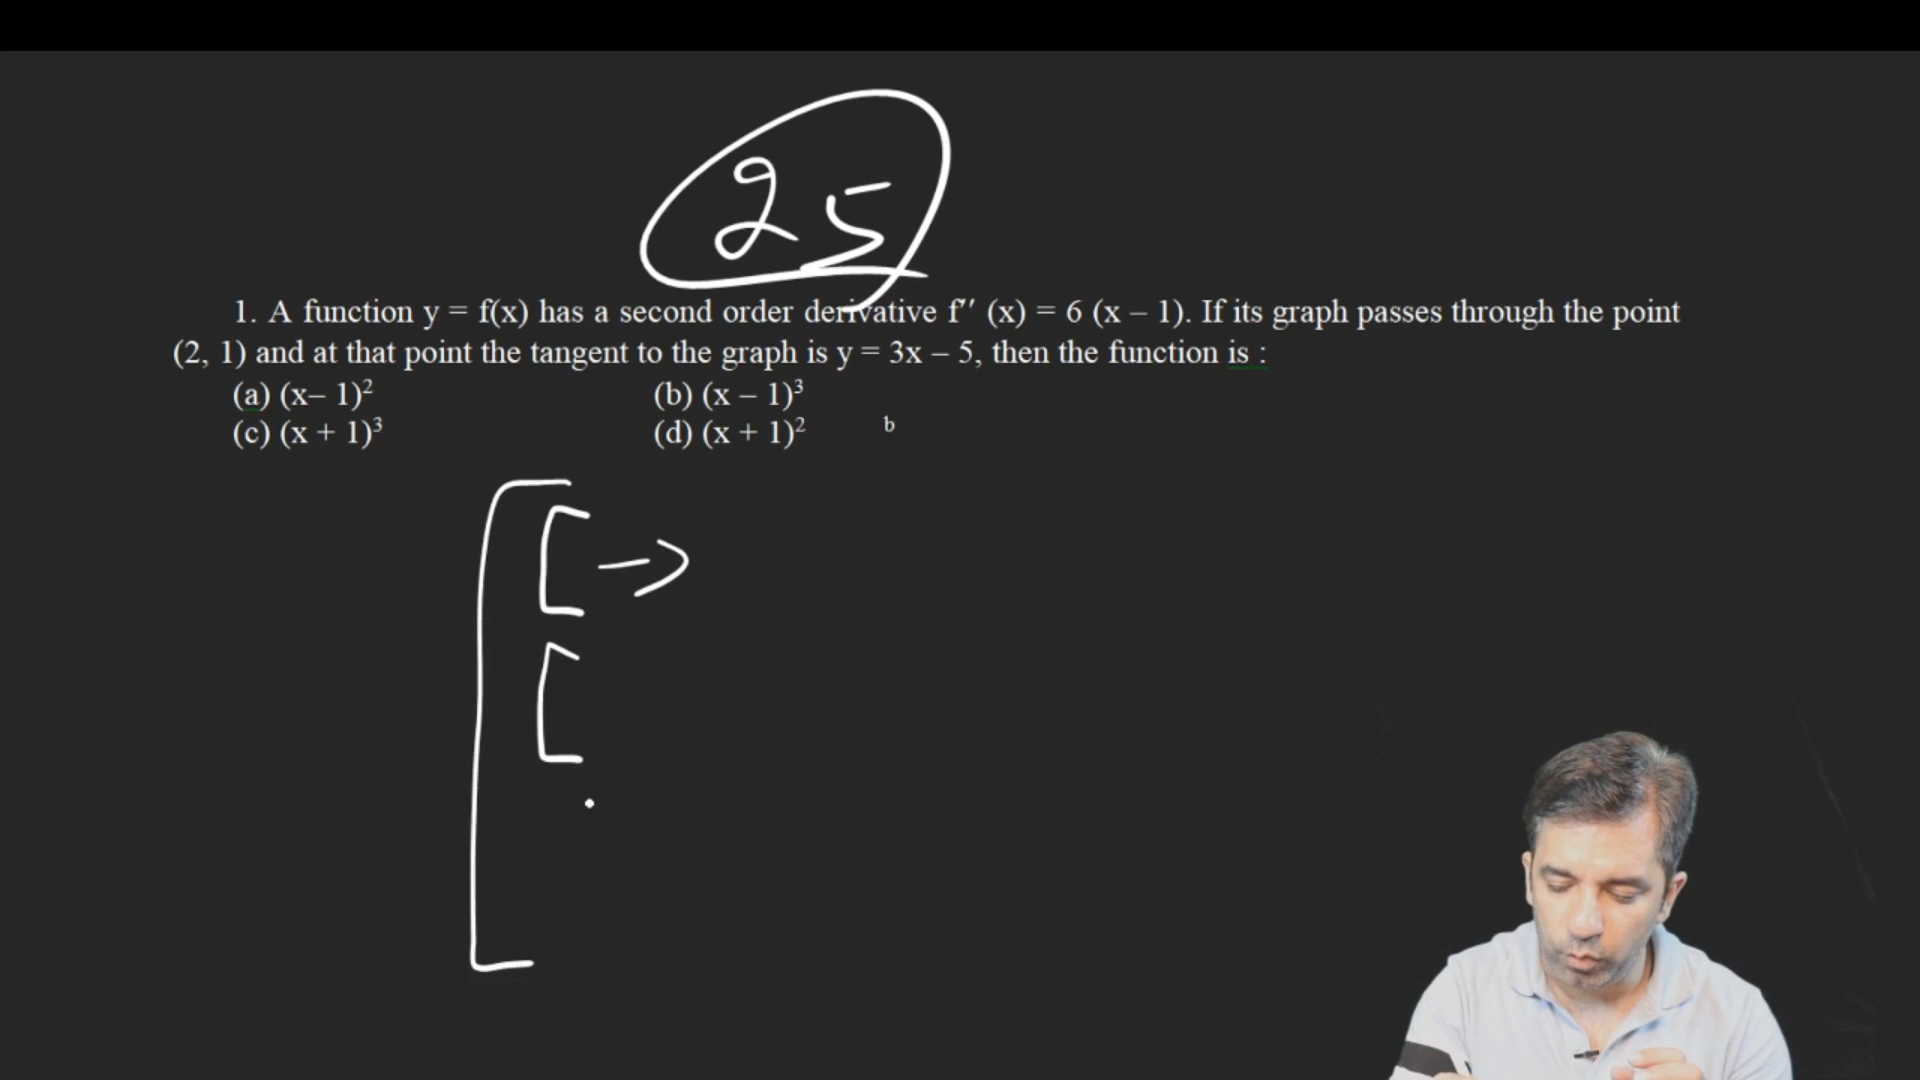 25
1. A function y = f(x) has a second order derivative f″ (x) = 6 (x – 1). If its graph passes through the point
(2, 1) and at that point the tangent to the graph is y = 3x – 5, then the function is :
(a) (x– 1)² (b) (x – 1)³
(c) (x + 1)³ (d) (x + 1)² b